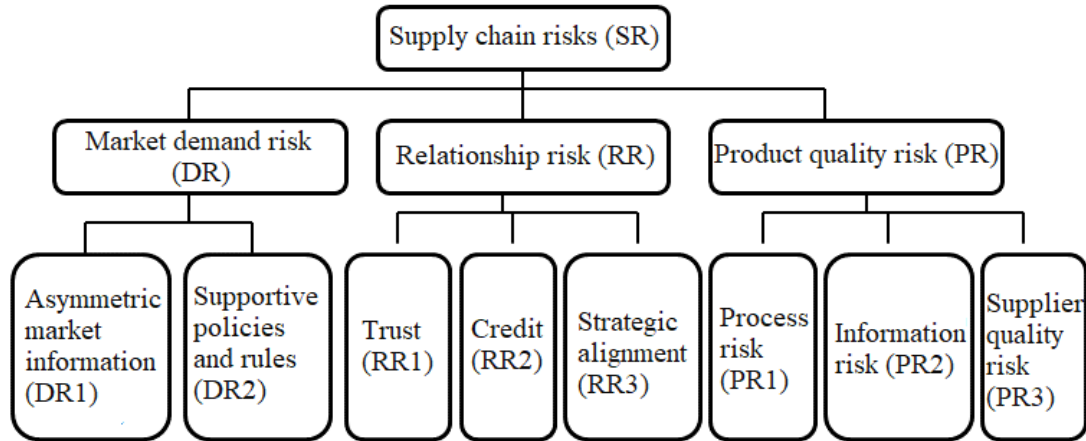 Supply chain risks (SR)
Market demand risk
(DR)
Relationship risk (RR)
Product quality risk (PR)
Asymmetric
market
information
(DR1)
Supportive
policies
and rules
(DR2)
Trust
(RR1)
Credit
(RR2)
Strategic
alignment
(RR3)
Process
risk
(PR1)
Information
risk (PR2)
Supplier
quality
risk
(PR3)